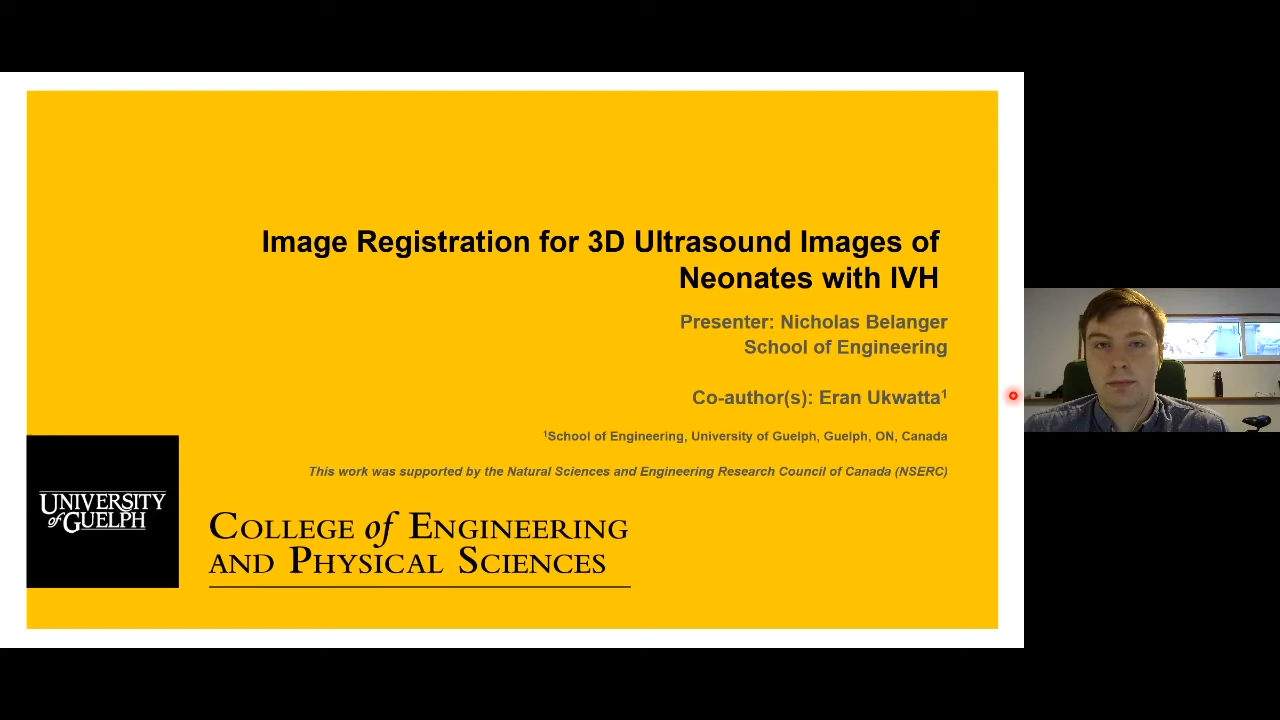 Image Registration for 3D Ultrasound Images of
Neonates with IVH
Presenter: Nicholas Belanger
School of Engineering
Co-author(s): Eran Ukwatta¹
¹School of Engineering, University of Guelph, Guelph, ON, Canada
This work was supported by the Natural Sciences and Engineering Research Council of Canada (NSERC)
UNIVERSITY
of GUELPH
COLLEGE of ENGINEERING
AND PHYSICAL SCIENCES